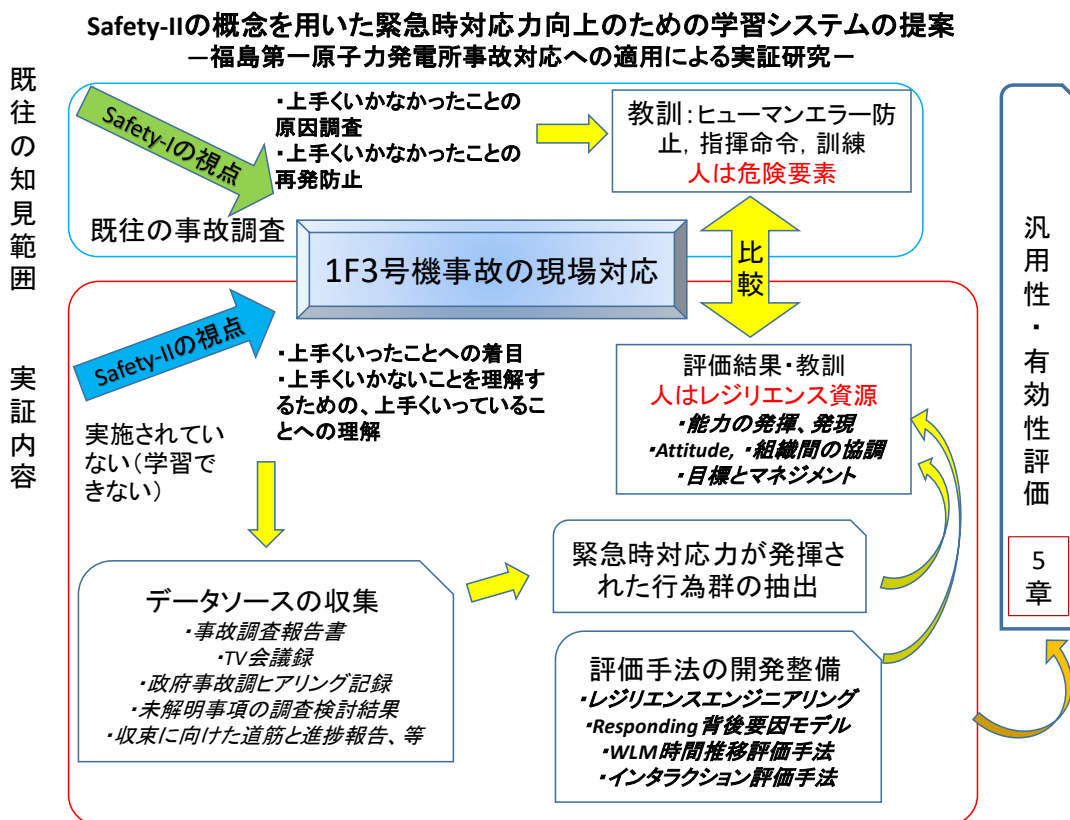 Safety-IIの概念を用いた緊急時対応力向上のための学習システムの提案
－福島第一原子力発電所事故対応への適用による実証研究－
既往の知見範囲
Safety-Iの視点
・上手くいかなかったことの
原因調査
・上手くいかなかったことの
再発防止
教訓：ヒューマンエラー防
止，指揮命令，訓練
人は危険要素
既往の事故調査
1F3号機事故の現場対応
比較
実証内容
Safety-IIの視点
・上手くいったことへの着目
・上手くいかないことを理解す
るための、上手くいっているこ
とへの理解
実施されてい
ない（学習で
きない）
評価結果・教訓
人はレジリエンス資源
・能力の発揮、発現
・Attitude, ・組織間の協調
・目標とマネジメント
データソースの収集
・事故調査報告書
・TV会議録
・政府事故調ヒアリング記録
・未解明事項の調査検討結果
・収束に向けた道筋と進捗報告、等
緊急時対応力が発揮さ
れた行為群の抽出
評価手法の開発整備
・レジリエンスエンジニアリング
・Responding背後要因モデル
・WLM時間推移評価手法
・インタラクション評価手法
汎用性・有効性評価
5章